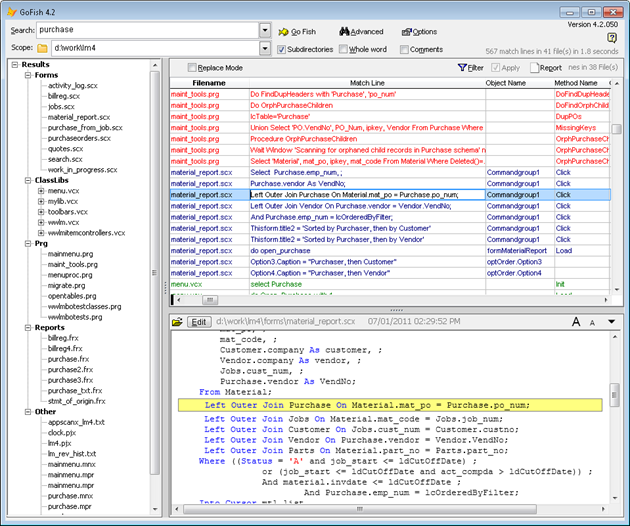 GoFish 4.2
Search: purchase
Go Fish
Advanced
Options
Version 4.2.050
Scope: d:\work\lm4
Subdirectories
Whole word
Comments
567 match lines in 41 file(s) in 1.8 seconds
Results
Forms
activity_log.scx
billreg.scx
jobs.scx
material_report.scx
purchase_from_job.scx
purchaseorders.scx
quotes.scx
search.scx
work_in_progress.scx
ClassLibs
menu.vcx
mylib.vcx
toolbars.vcx
wwlmitemcontrollers.vcx
Prg
mainmenu.prg
maint_tools.prg
menuproc.prg
migrate.prg
opentables.prg
wwlmbotestclasses.prg
wwlmbotests.prg
Reports
billreg.frx
billreg4.frx
purchase.frx
purchase2.frx
purchase3.frx
purchase_txt.frx
stmt_of_origin.frx
Other
appscanx_lm4.txt
clock.pjx
lm4.pjx
lm_rev_hist.txt
mainmenu.mnx
mainmenu.mpr
mainmenu.mpr
purchase.mnx
purchase.mpr
Replace Mode
Filter
Apply
Report
nes in 38 File(s)
Filename Match Line Object Name Method Name
maint_tools.prg Do FindDupHeaders with 'Purchase', 'po_num' DoFindDupHeaders
maint_tools.prg Do OrphPurchaseChildren DoFindOrphChild
maint_tools.prg lcTable='Purchase' DupPOs
maint_tools.prg Union Select 'PO.VendNo', PO_Num, ipkey, Vendor From Purchase Where MissingKeys
maint_tools.prg Procedure OrphPurchaseChildren OrphPurchaseCh
maint_tools.prg Wait Window 'Scanning for orphaned child records in Purchase schema' n OrphPurchaseCh
maint_tools.prg Select 'Material', mat_po, ipkey, mat_code From Material Where Deleted()=. OrphPurchaseCh
material_report.scx Select Purchase.emp_num, ; Commandgroup1 Click
material_report.scx Purchase.vendor As VendNo; Commandgroup1 Click
material_report.scx Left Outer Join Purchase On Material.mat_po = Purchase.po_num; Commandgroup1 Click
material_report.scx Left Outer Join Vendor On Purchase.vendor = Vendor.VendNo; Commandgroup1 Click
material_report.scx And Purchase.emp_num = lcOrderedByFilter; Commandgroup1 Click
material_report.scx Thisform.title2 = 'Sorted by Purchaser, then by Customer' Commandgroup1 Click
material_report.scx Thisform.title2 = 'Sorted by Purchaser, then by Vendor' Commandgroup1 Click
material_report.scx do open_purchase formMaterialReport Load
material_report.scx Option3.Caption = "Purchaser, then Customer" optOrder.Option3
material_report.scx Option4.Caption = "Purchaser, then Vendor" optOrder.Option4
menu.vcx select Purchase Init
Edit d:\work\lm4\forms\material_report.scx 07/01/2011 02:29:52 PM A A
mat_code, ;
Customer.company As customer, ;
Vendor.company As vendor, ;
Jobs.cust_num, ;
Purchase.vendor As VendNo;
From Material;
Left Outer Join Purchase On Material.mat_po = Purchase.po_num;
Left Outer Join Jobs On Material.mat_code = Jobs.job_num;
Left Outer Join Customer On Jobs.cust_num = Customer.custno;
Left Outer Join Vendor On Purchase.vendor = Vendor.VendNo;
Left Outer Join Parts On Material.part_no = Parts.part_no;
Where ((Status = 'A' and job_start <= ldCutOffDate) ;
or (job_start <= ldCutOffDate and act_compda > ldCutOffDate)) ;
And material.invdate <= ldCutOffDate ;
And Purchase.emp_num = lcOrderedByFilter;
Into Cursor mtl_list